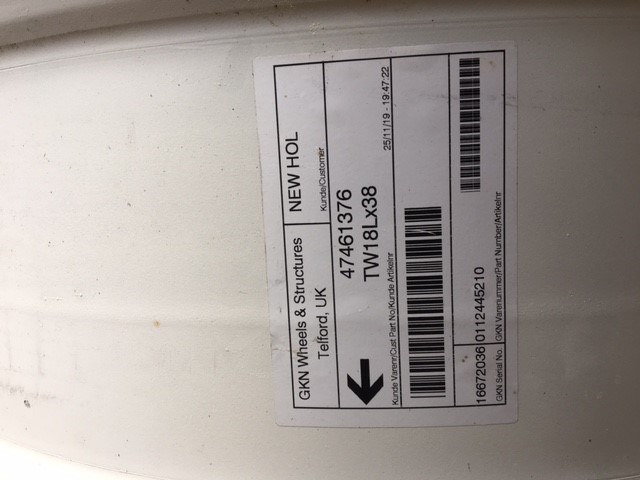 GKN Wheels & Structures
Telford, UK
NEW HOL
Kunde/Customer
47461376
TW18Lx38
25/11/19 - 19:47:22
Kunde Varenr/Cust Part No/Kunde Artikelnr
16672036 0112445210
GKN Serial No. GKN Varenummer/Part Number/Artikelnr